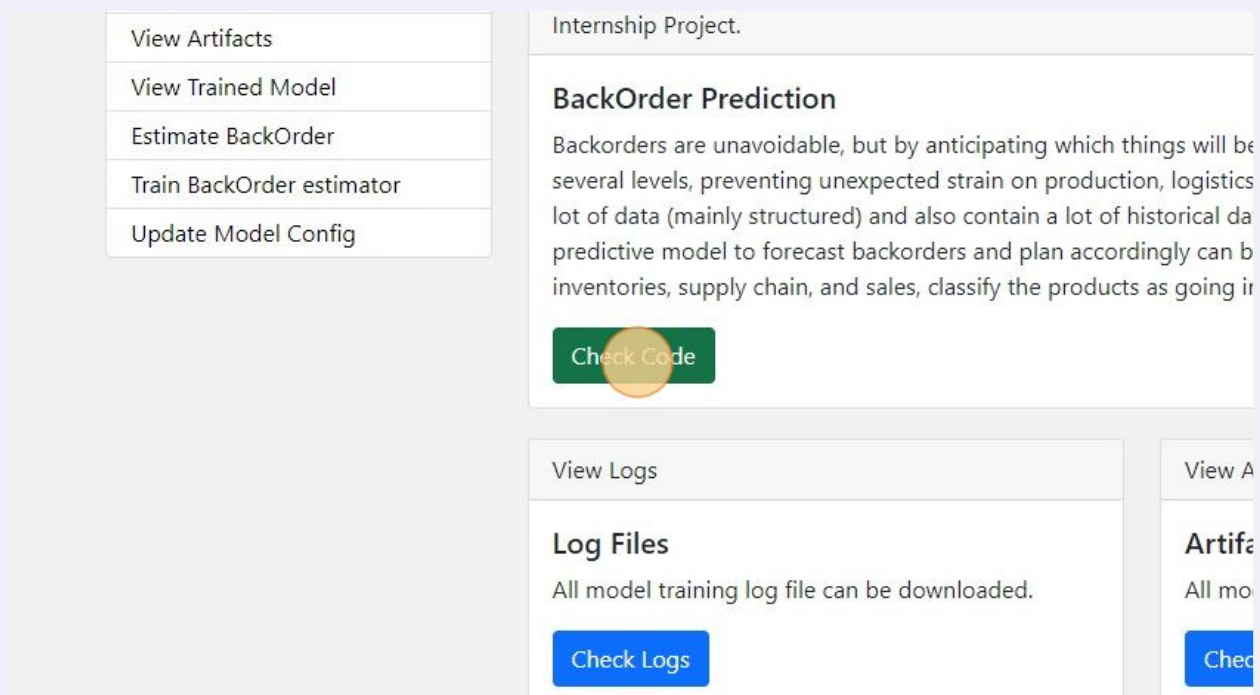 View Artifacts
View Trained Model
Estimate BackOrder
Train BackOrder estimator
Update Model Config
Internship Project.
BackOrder Prediction
Backorders are unavoidable, but by anticipating which things will be
several levels, preventing unexpected strain on production, logistics
lot of data (mainly structured) and also contain a lot of historical
predictive model to forecast backorders and plan accordingly can
inventories, supply chain, and sales, classify the products as going
Check Code
View Logs
Log Files
All model training log file can be downloaded.
Check Logs
View
All